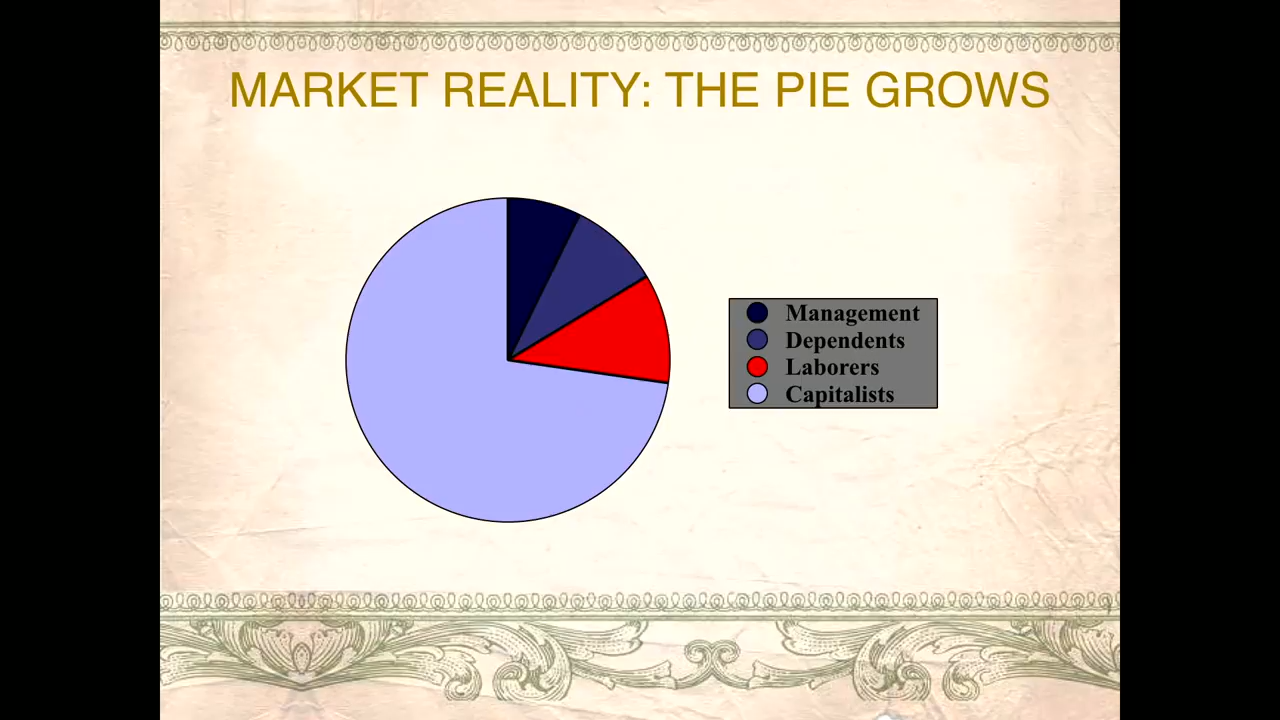 MARKET REALITY: THE PIE GROWS
Management
Dependents
Laborers
Capitalists